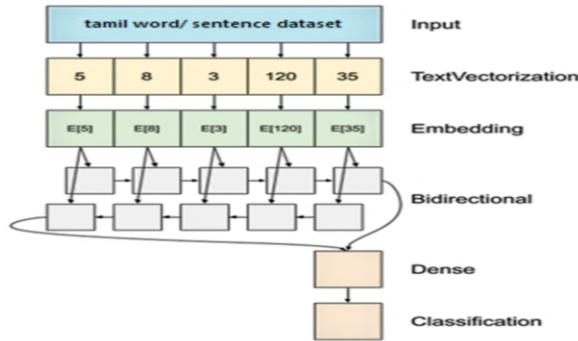 tamil word/ sentence dataset Input
5 8 3 120 35 TextVectorization
E[5] E[8] E[3] E[120] E[35] Embedding
Bidirectional
Dense
Classification